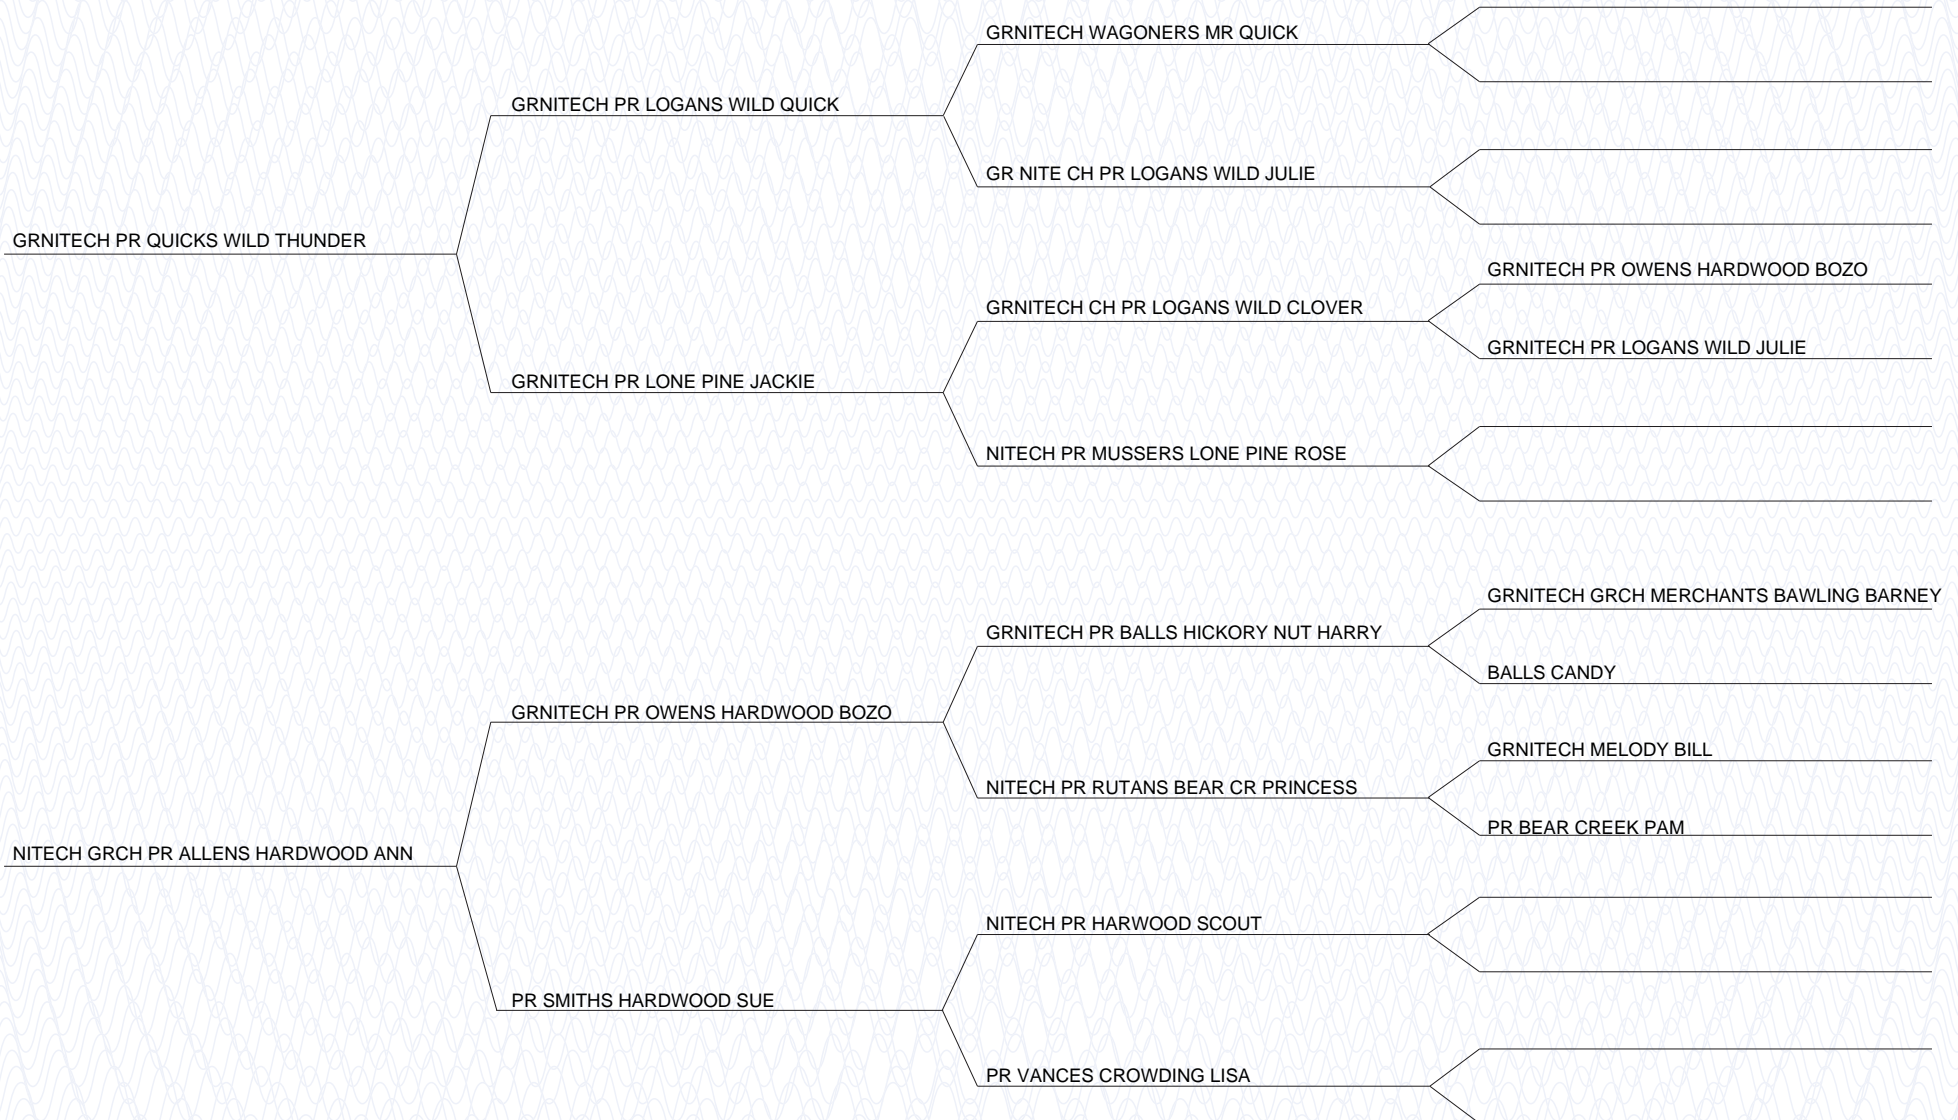 GRNITECH WAGONERS MR QUICK
GRNITECH PR LOGANS WILD QUICK
GR NITE CH PR LOGANS WILD JULIE
GRNITECH PR QUICKS WILD THUNDER
GRNITECH PR OWENS HARDWOOD BOZO
GRNITECH CH PR LOGANS WILD CLOVER
GRNITECH PR LOGANS WILD JULIE
GRNITECH PR LONE PINE JACKIE
NITECH PR MUSSERS LONE PINE ROSE
GRNITECH GRCH MERCHANTS BAWLING BARNEY
GRNITECH PR BALLS HICKORY NUT HARRY
BALLS CANDY
GRNITECH PR OWENS HARDWOOD BOZO
GRNITECH MELODY BILL
NITECH PR RUTANS BEAR CR PRINCESS
PR BEAR CREEK PAM
NITECH GRCH PR ALLENS HARDWOOD ANN
NITECH PR HARWOOD SCOUT
PR SMITHS HARDWOOD SUE
PR VANCES CROWDING LISA